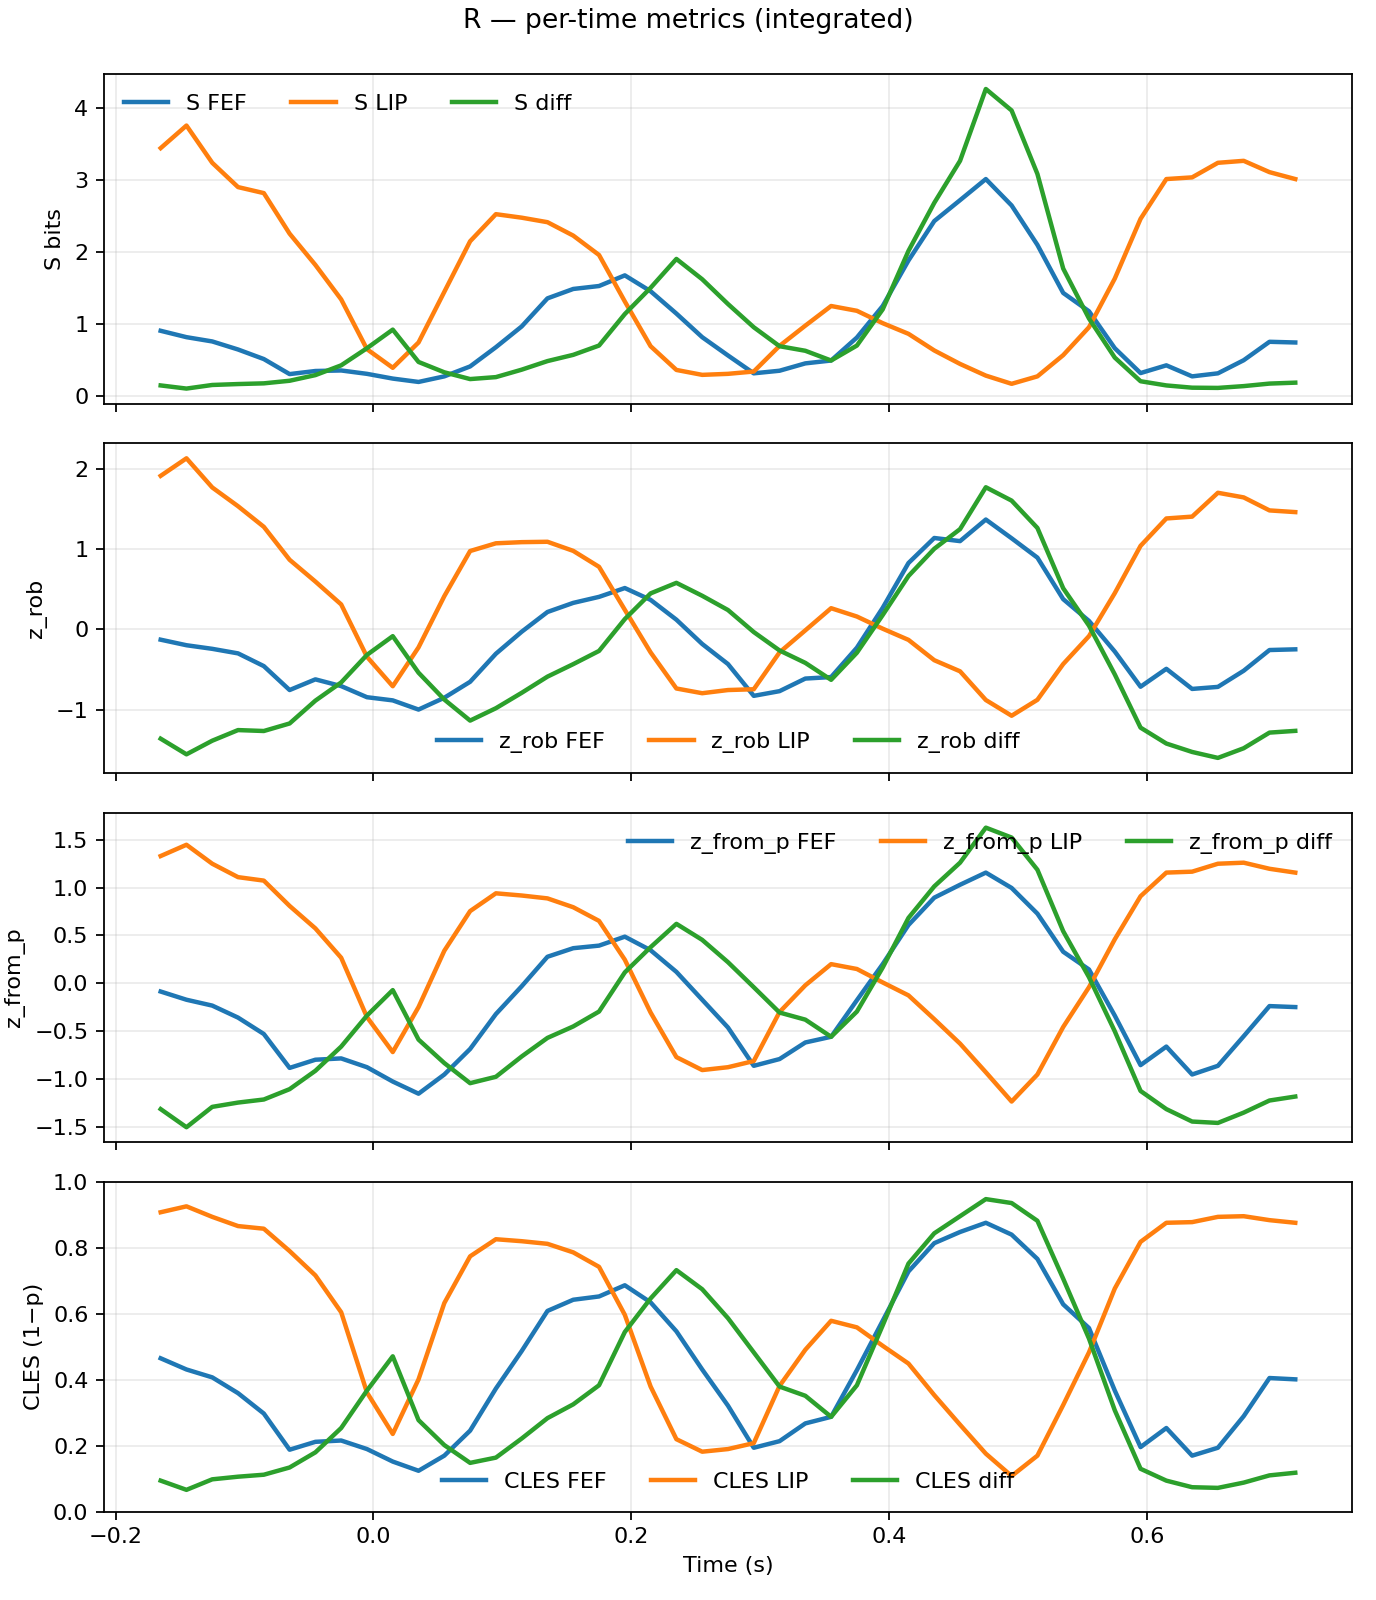 R — per-time metrics (integrated)
S FEF S LIP S diff
4
3
2
1
0
S bits
2
1
0
−1
z_rob
z_rob FEF z_rob LIP z_rob diff
z_from_p FEF z_from_p LIP z_from_p diff
1.5
1.0
0.5
0.0
−0.5
−1.0
−1.5
z_from_p
1.0
0.8
0.6
0.4
0.2
0.0
CLES (1−p)
CLES FEF CLES LIP CLES diff
−0.2 0.0 0.2 0.4 0.6
Time (s)